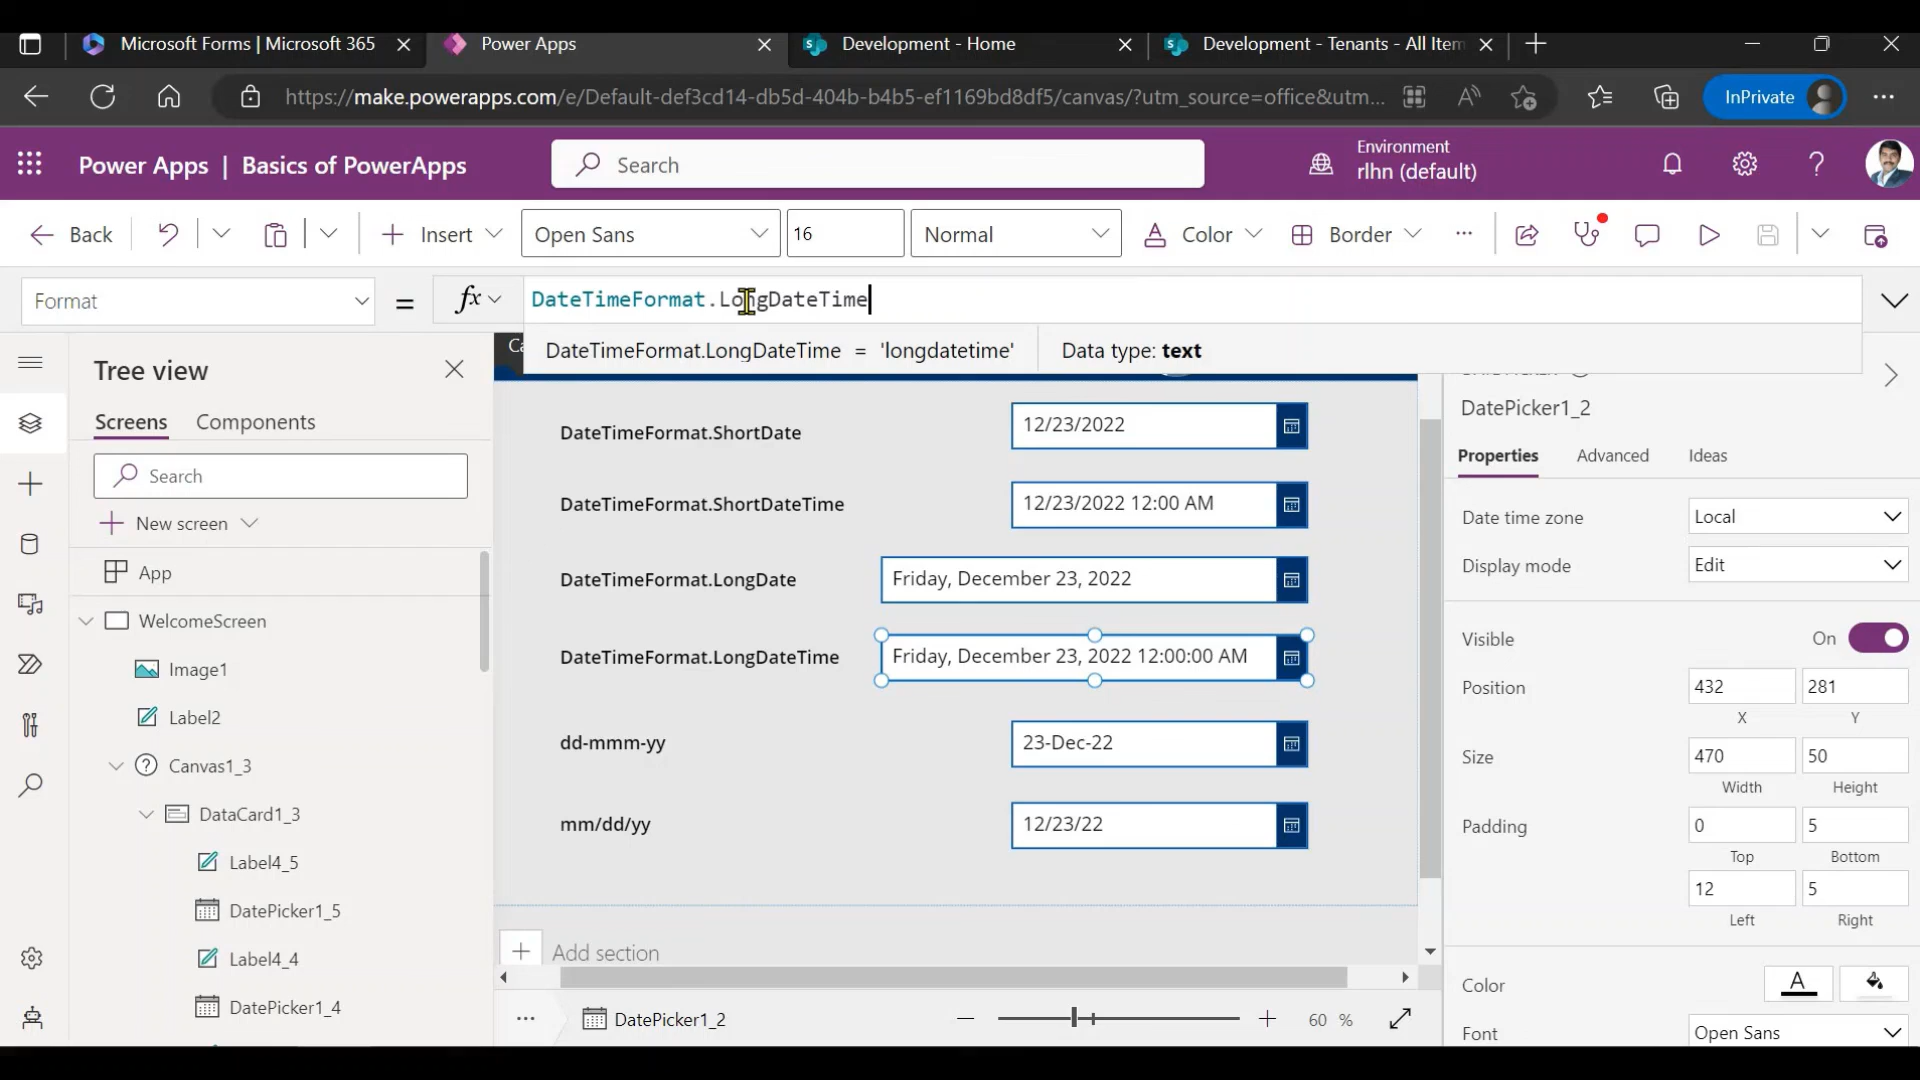 Microsoft Forms | Microsoft 365
Power Apps
Development - Home
Development - Tenants - All Item
https://make.powerapps.com/e/Default-def3cd14-db5d-404b-b4b5-ef1169bd8df5/canvas/?utm_source=office&utm...
InPrivate
Power Apps | Basics of PowerApps
Search
Environment
rlhn (default)
Back
Insert
Open Sans
16
Normal
Color
Border
Format
=
fx
DateTimeFormat.LongDateTime
DateTimeFormat.LongDateTime = 'longdatetime'
Data type: text
Tree view
Screens
Components
Search
New screen
App
WelcomeScreen
Image1
Label2
Canvas1_3
DataCard1_3
Label4_5
DatePicker1_5
Label4_4
DatePicker1_4
DateTimeFormat.ShortDate
12/23/2022
DateTimeFormat.ShortDateTime
12/23/2022 12:00 AM
DateTimeFormat.LongDate
Friday, December 23, 2022
DateTimeFormat.LongDateTime
Friday, December 23, 2022 12:00:00 AM
dd-mmm-yy
23-Dec-22
mm/dd/yy
12/23/22
Add section
DatePicker1_2
60 %
DatePicker1_2
Properties
Advanced
Ideas
Date time zone
Local
Display mode
Edit
Visible
On
Position
432
281
X
Y
Size
470
50
Width
Height
Padding
0
5
Top
Bottom
12
5
Left
Right
Color
Font
Open Sans